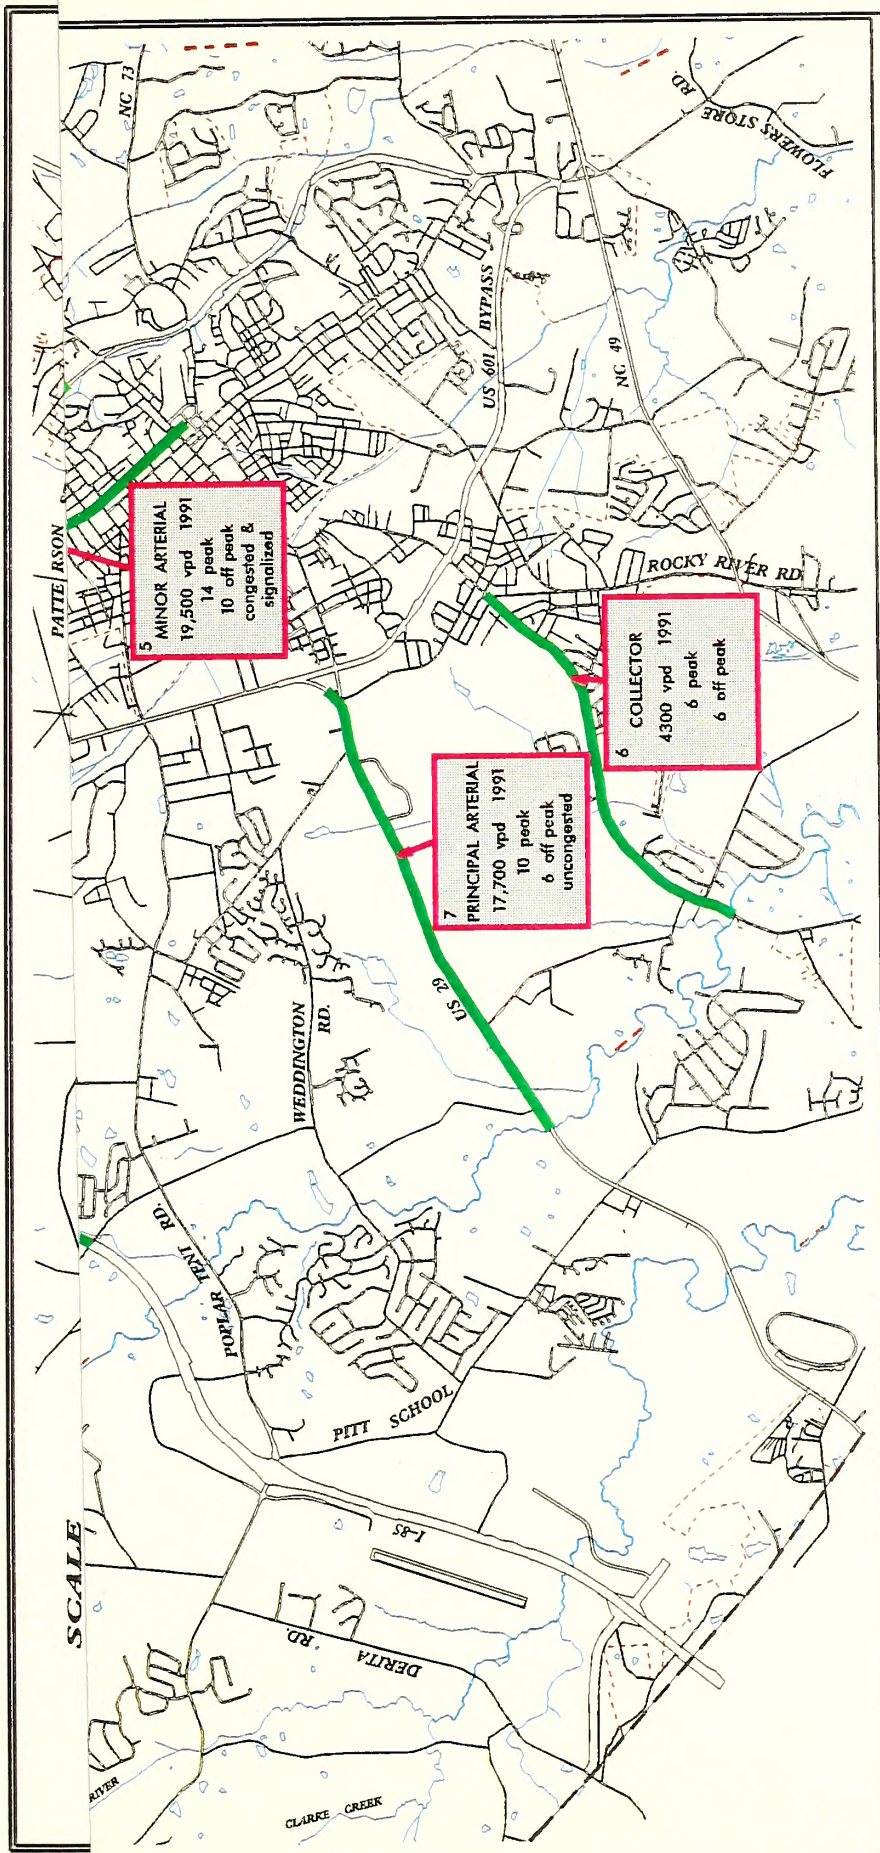 NC 73
FLOWERS STORE
RD.
US 601 / BYPASS
NC 49
PATTE RSON
5
MINOR ARTERIAL
19,500 vpd 1991
14 peak
10 off peak
congested &
signalized
ROCKY RIVER RD.
6
COLLECTOR
4300 vpd 1991
6 peak
6 off peak
7
PRINCIPAL ARTERIAL
17,700 vpd 1991
10 peak
6 off peak
uncongested
US 29
WEDDINGTON
RD.
POPLAR TENT RD.
PITT SCHOOL
I-85
SCALE
DERITA
RD.
RIVER
CLARKE CREEK